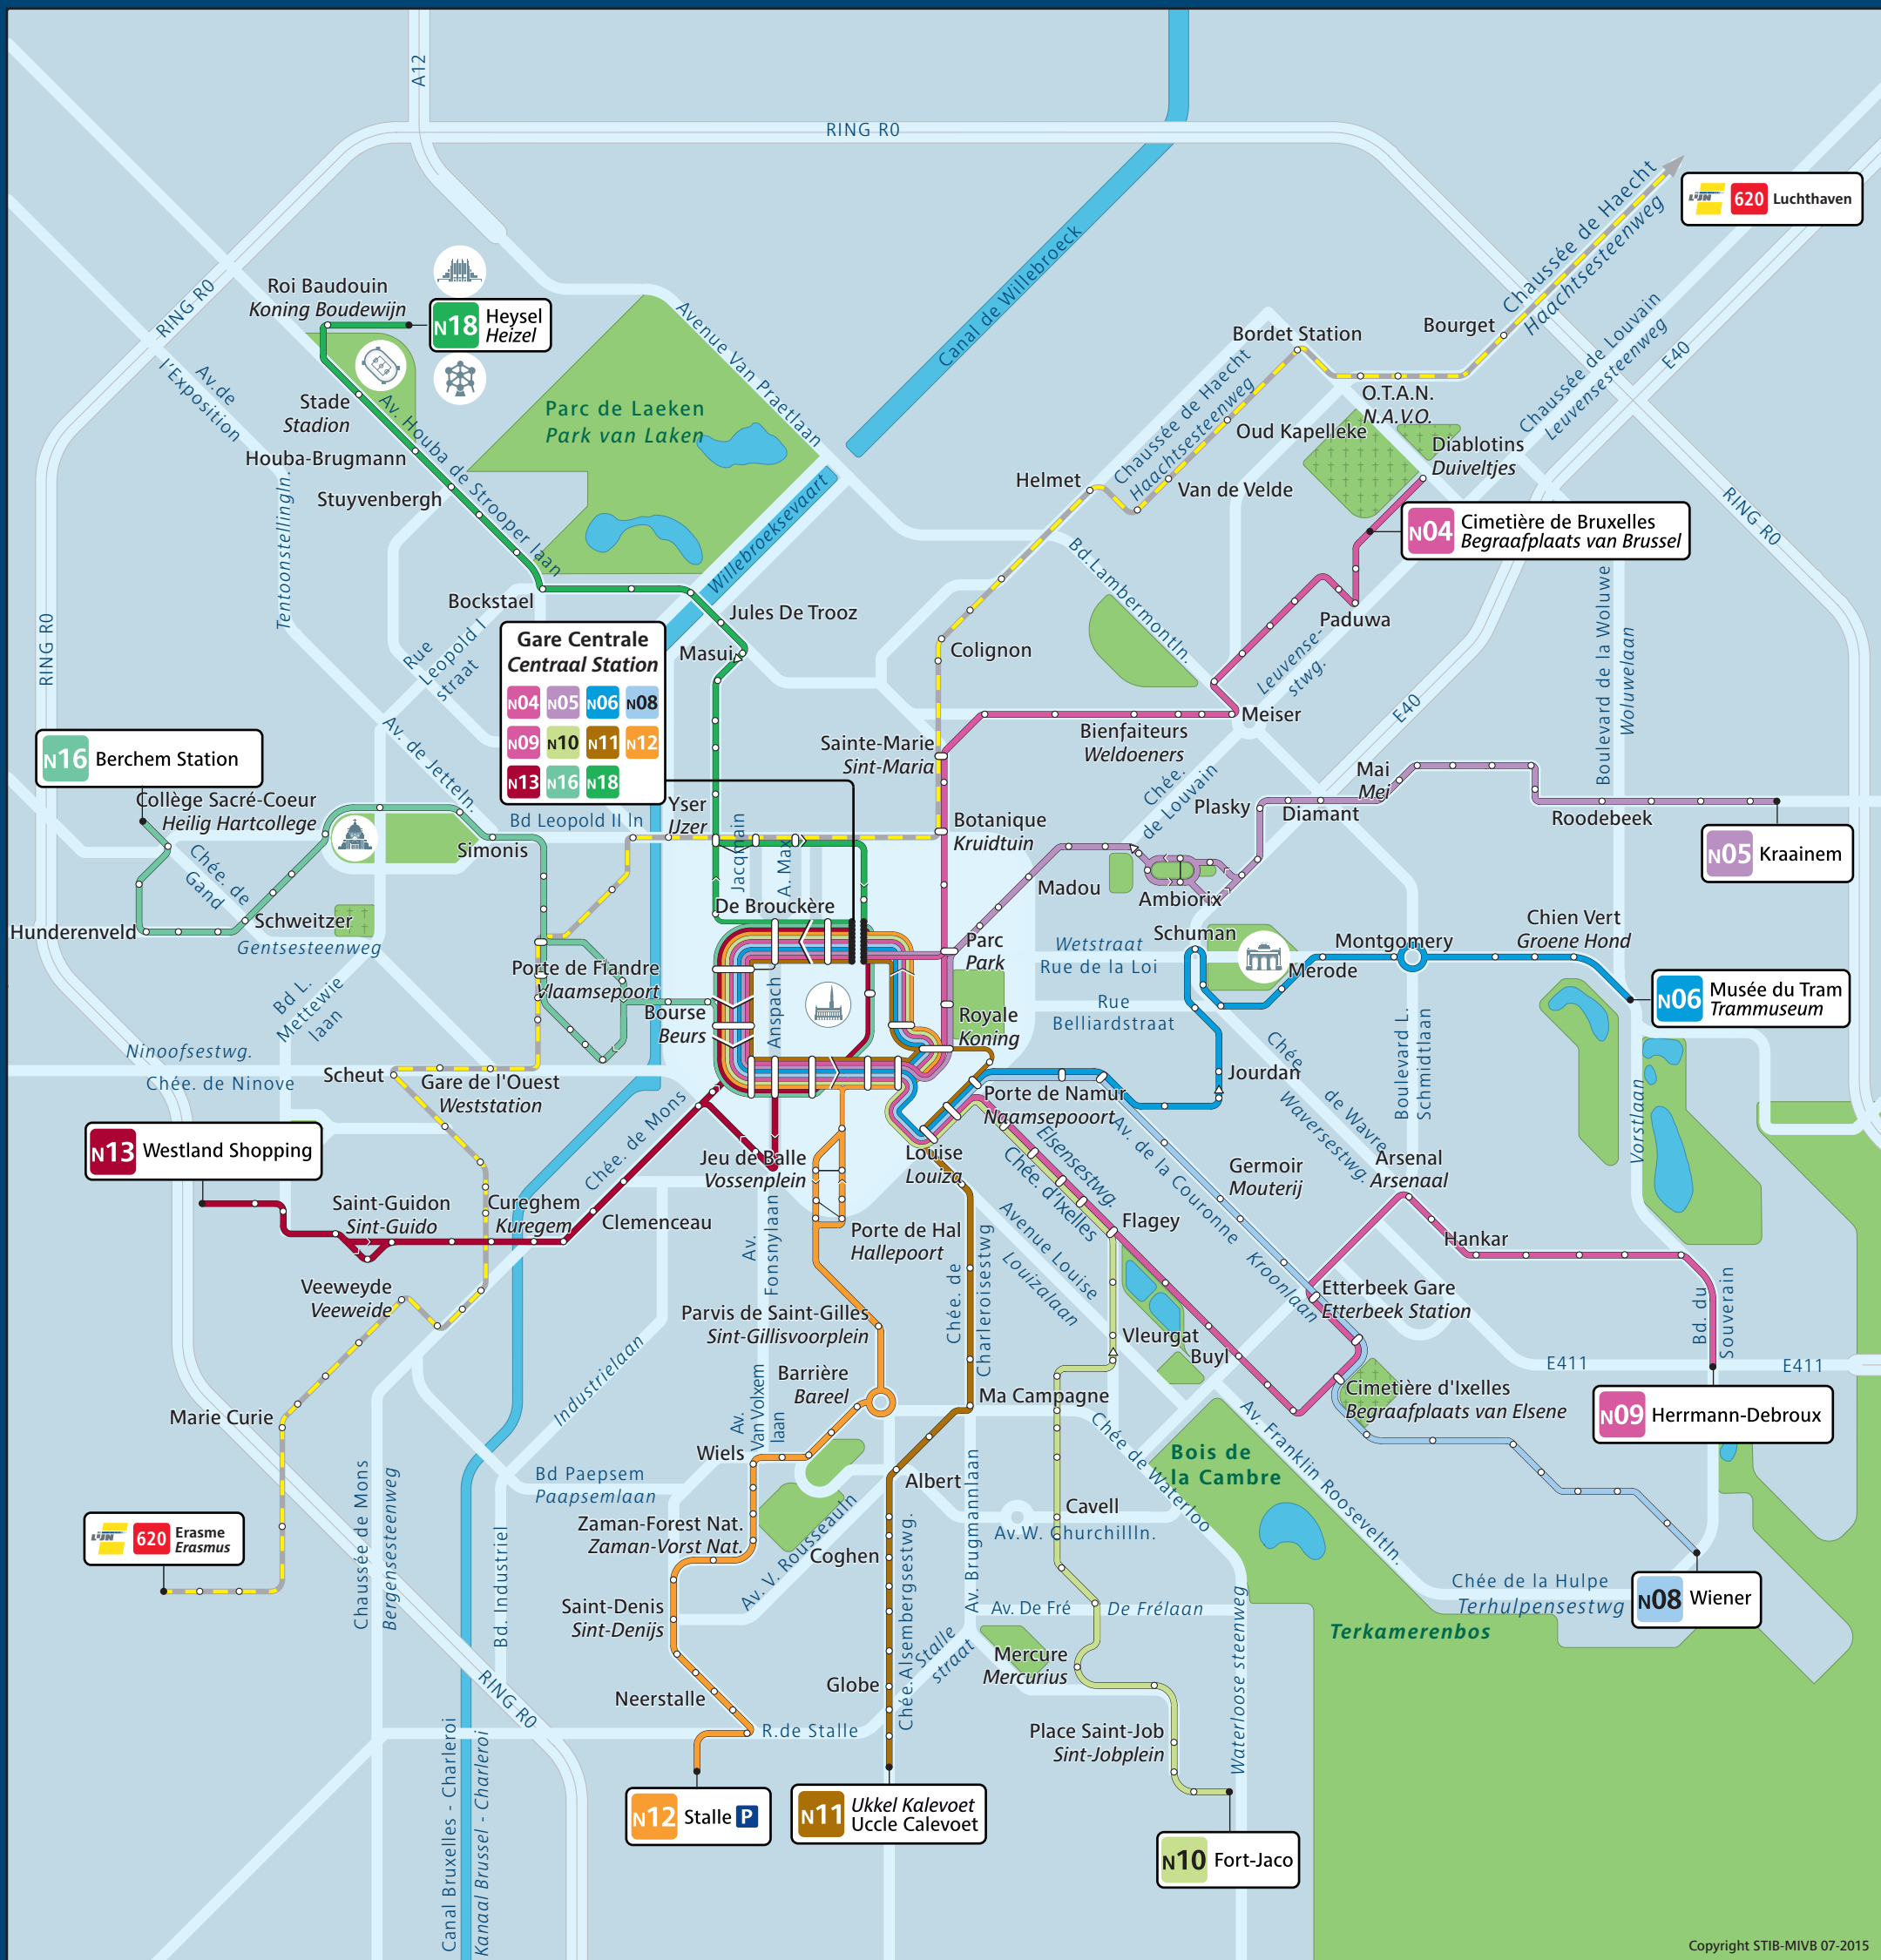 A12
RING R0
Chaussée de Haecht
Haachtsesteenweg
LIJN
620 Luchthaven
Roi Baudouin
Koning Boudewijn
N18 Heysel
Heizel
RING R0
Canal de Willebroeck
Bordet Station
Bourget
Chaussée de Louvain
Leuvensesteenweg
E40
Av.de
l'Exposition
Stade
Stadion
Av. Houba de Strooper laan
Parc de Laeken
Park van Laken
Avenue Van Praetlaan
Chaussée de Haecht
Haachtsesteenweg
O.T.A.N.
N.A.V.O.
Oud Kapelleke
Diablotins
Duiveltjes
Houba-Brugmann
Stuyvenbergh
Helmet
Van de Velde
RING R0
N04 Cimetière de Bruxelles
Begraafplaats van Brussel
Tentoonstellingln.
Willebroeksevaart
Bd.Lambermontln.
Bockstael
Jules De Trooz
Paduwa
Boulevard de la Woluwe
Woluwelaan
RING R0
Rue
Leopold I
straat
Gare Centrale
Centraal Station
N04 N05 N06 N08
N09 N10 N11 N12
N13 N16 N18
Masui
Colignon
Leuvense-
stwg.
E40
Meiser
Av. de Jetteln.
Sainte-Marie
Sint-Maria
Bienfaiteurs
Weldoeners
N16 Berchem Station
Chée.
de Louvain
Mai
Mei
Plasky
Diamant
Roodebeek
Collège Sacré-Coeur
Heilig Hartcollege
Yser
IJzer
Bd Leopold II ln
Simonis
Jacqmain
A. Max
Botanique
Kruidtuin
N05 Kraainem
Chée. de
Gand
Madou
Ambiorix
De Brouckère
Hunderenveld
Schweitzer
Gentsesteenweg
Parc
Park
Wetstraat
Rue de la Loi
Schuman
Merode
Montgomery
Chien Vert
Groene Hond
Porte de Flandre
Vlaamsepoort
Bd L.
Mettewie
laan
Bourse
Beurs
Anspach
Royale
Koning
Rue
Belliardstraat
N06 Musée du Tram
Trammuseum
Ninoofsestwg.
Chée. de Ninove
Scheut
Gare de l'Ouest
Weststation
Chée. de Mons
Porte de Namur
Naamsepooort
Jourdan
Chée
de Wavre
Waversestwg.
Boulevard L.
Schmidtlaan
Vorstlaan
N13 Westland Shopping
Jeu de Balle
Vossenplein
Louise
Louiza
Elsensestwg.
Chée. d'Ixelles
Av. de la Couronne
Kroonlaan
Germoir
Mouterij
Arsenal
Arsenaal
Saint-Guidon
Sint-Guido
Cureghem
Kuregem
Clemenceau
Av.
Fonsnylaan
Porte de Hal
Hallepoort
Chée. de
Charleroisestwg
Avenue Louise
Louizalaan
Flagey
Hankar
Veeweyde
Veeweide
Parvis de Saint-Gilles
Sint-Gillisvoorplein
Etterbeek Gare
Etterbeek Station
Bd. du
Souverain
Vleurgat
Buyl
Industrielaan
Barrière
Bareel
E411
E411
Av.
Van Volxem
laan
Ma Campagne
Cimetière d'Ixelles
Begraafplaats van Elsene
N09 Herrmann-Debroux
Marie Curie
Wiels
Chée de Waterloo
Bois de
la Cambre
Av. Franklin Rooseveltln.
Bd Paepsem
Paapsemlaan
Albert
Cavell
Av.W. Churchillln.
LIJN
620 Erasme
Erasmus
Chaussée de Mons
Bergensesteenweg
Bd. Industriel
Zaman-Forest Nat.
Zaman-Vorst Nat.
Av. V. Rousseauln
Coghen
Chée. Alsembergsestwg.
Av. Brugmannlaan
Saint-Denis
Sint-Denijs
Av. De Fré
De Frélaan
Chée de la Hulpe
Terhulpensestwg
N08 Wiener
Terkamerenbos
Stalle
straat
Mercure
Mercurius
Waterloose steenweg
RING R0
Neerstalle
Globe
R.de Stalle
Place Saint-Job
Sint-Jobplein
Canal Bruxelles - Charleroi
Kanaal Brussel - Charleroi
N12 Stalle P
N11 Ukkel Kalevoet
Uccle Calevoet
N10 Fort-Jaco
Copyright STIB-MIVB 07-2015